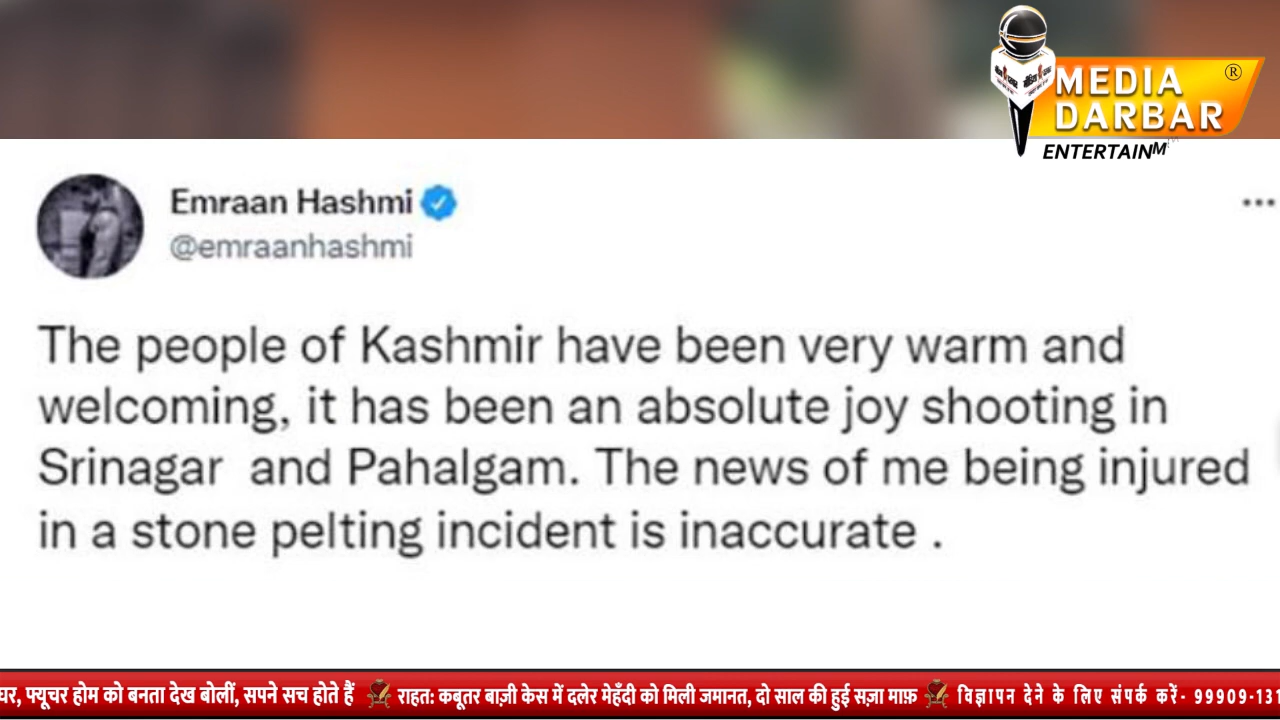 MEDIA
DARBAR
®
ENTERTAIN
Emraan Hashmi
@emraanhashmi
The people of Kashmir have been very warm and
welcoming, it has been an absolute joy shooting in
Srinagar and Pahalgam. The news of me being injured
in a stone pelting incident is inaccurate .
घर, फ्यूचर होम को बनता देख बोलीं, सपने सच होते हैं राहत: कबूतर बाज़ी केस में दलेर मेहँदी को मिली जमानत, दो साल की हुई सज़ा माफ़ विज्ञापन देने के लिए संपर्क करें- 99909-131